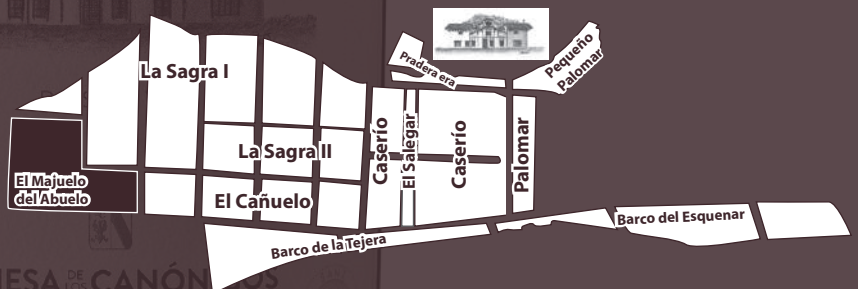 La Sagra I
Pradera era
Pequeño
Palomar
La Sagra II
Caserío
El Salegar
Caserío
Palomar
El Majuelo
del Abuelo
El Cañuelo
Barco de la Tejera
Barco del Esquenar